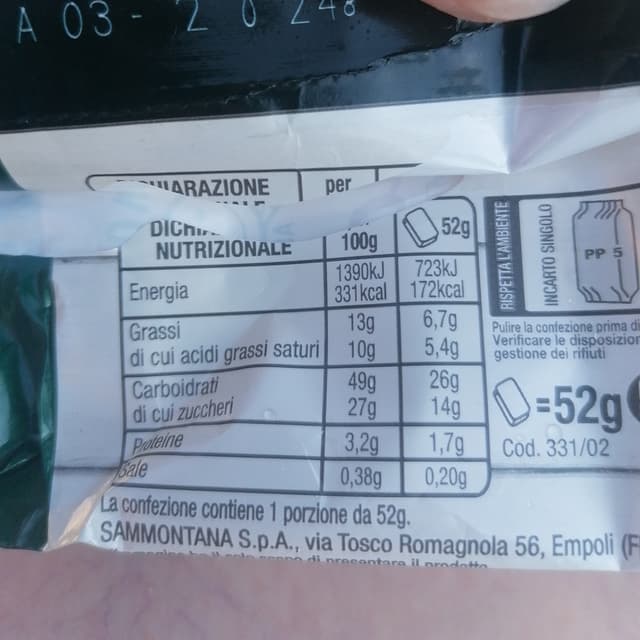 A 03 - 2 0 248
per
DICHIARAZIONE
NUTRIZIONALE
100g
52g
Energia
1390kJ 723kJ
331kcal 172kcal
Grassi 13g 6,7g
di cui acidi grassi saturi 10g 5,4g
Carboidrati 49g 26g
di cui zuccheri 27g 14g
Proteine 3,2g 1,7g
Sale 0,38g 0,20g
La confezione contiene 1 porzione da 52g.
SAMMONTANA S.p.A., via Tosco Romagnola 56, Empoli
di presentare il prodotto
RISPETTA L'AMBIENTE
INCARTO SINGOLO
PP 5
Pulire la confezione prima di
Verificare le
gestione dei rifiuti
=52g
Cod. 331/02